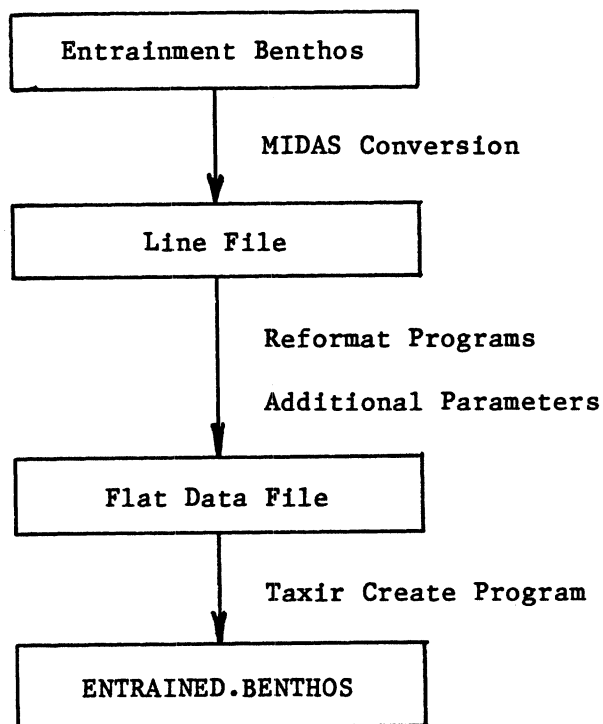 Entrainment Benthos
MIDAS Conversion
Line File
Reformat Programs
Additional Parameters
Flat Data File
Taxir Create Program
ENTRAINED.BENTHOS